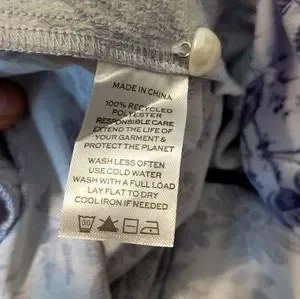 MADE IN CHINA
100% RECYCLED
POLYESTER
RESPONSIBLE CARE
EXTEND THE LIFE OF
YOUR GARMENT &
PROTECT THE PLANET
WASH LESS OFTEN
USE COLD WATER
WASH WITH A FULL LOAD
LAY FLAT TO DRY
COOL IRON IF NEEDED
30